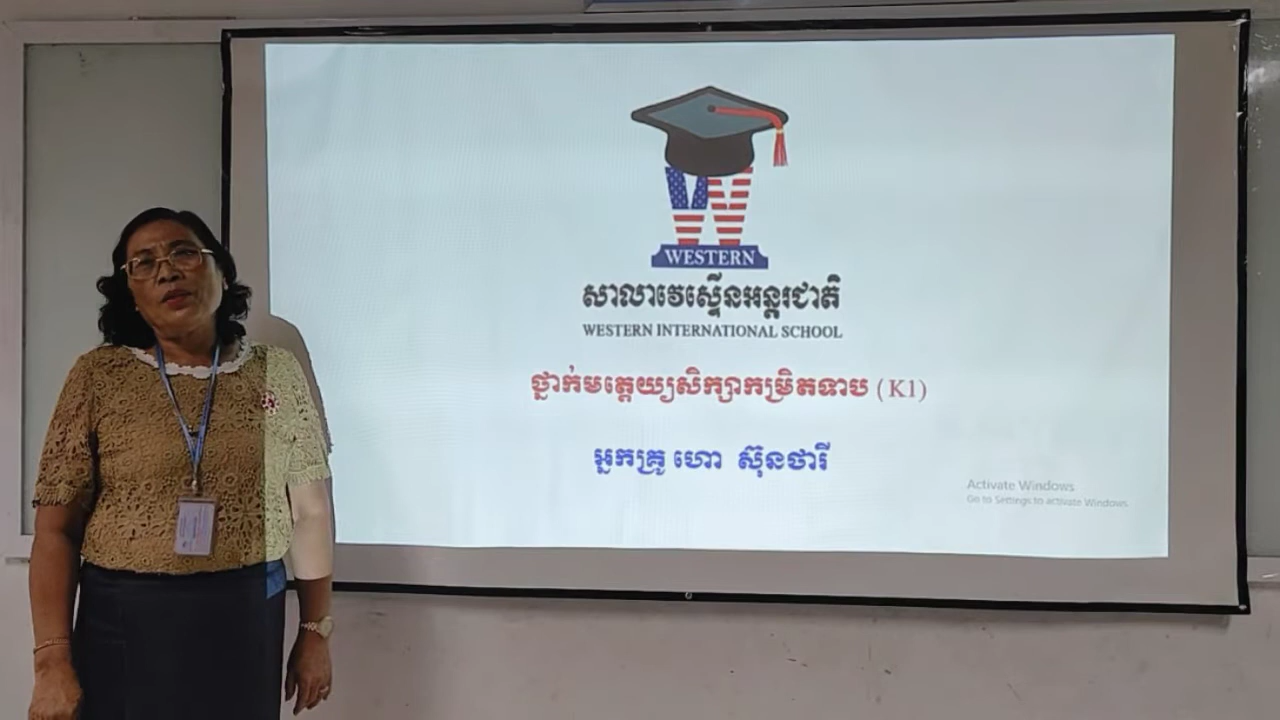 WESTERN
សាលាវេស្ទើនអន្តរជាតិ
WESTERN INTERNATIONAL SCHOOL
ថ្នាក់មត្តេយ្យសិក្សាកម្រិតទាប (K1)
អ្នកគ្រូ ហោ ស៊ុនថារី
Activate Windows
Go to Settings to activate Windows.